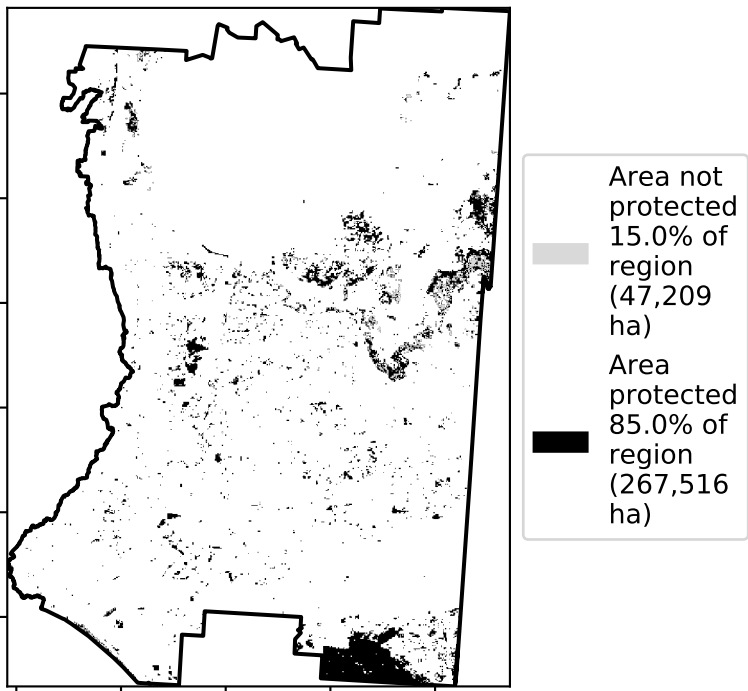 Area not
protected
15.0% of
region
(47,209
ha)
Area
protected
85.0% of
region
(267,516
ha)